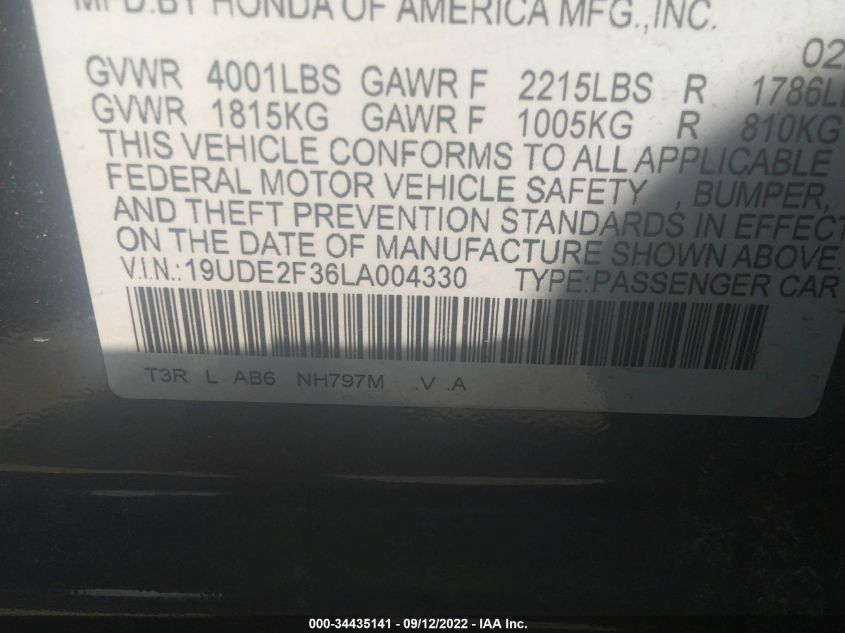 MFD.BY HONDA OF AMERICA MFG.,INC.
02
GVWR 4001LBS GAWR F 2215LBS R 1786L
GVWR 1815KG GAWR F 1005KG R 810KG
THIS VEHICLE CONFORMS TO ALL APPLICABLE
FEDERAL MOTOR VEHICLE SAFETY , BUMPER,
AND THEFT PREVENTION STANDARDS IN EFFECT
ON THE DATE OF MANUFACTURE SHOWN ABOVE.
V.I.N.:19UDE2F36LA004330 TYPE:PASSENGER CAR
T3R L AB6 NH797M .V .A
000-34435141 - 09/12/2022 - IAA Inc.